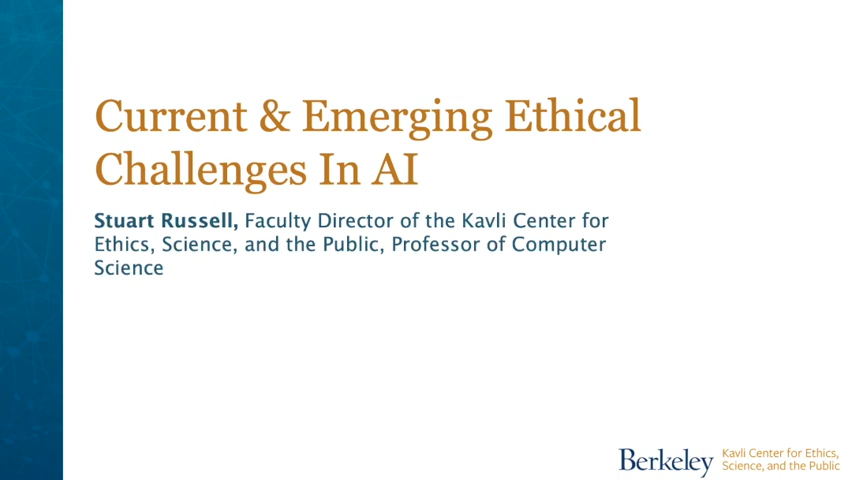 Current & Emerging Ethical
Challenges In AI
Stuart Russell, Faculty Director of the Kavli Center for
Ethics, Science, and the Public, Professor of Computer
Science
Berkeley
Kavli Center for Ethics,
Science, and the Public